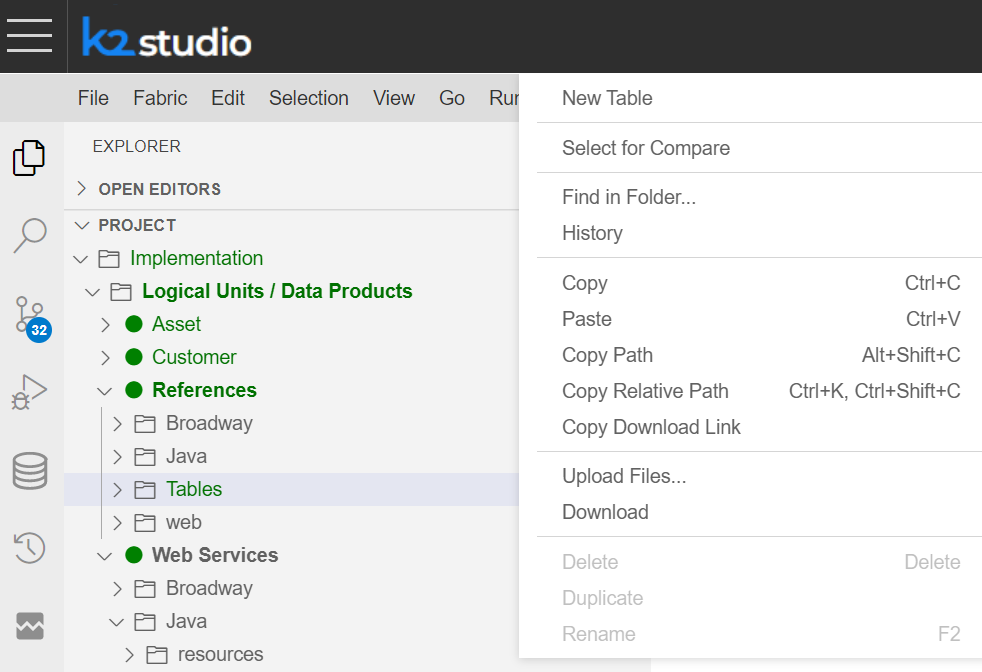 k2studio
File Fabric Edit Selection View Go Run
EXPLORER
OPEN EDITORS
PROJECT
Implementation
Logical Units / Data Products
Asset
32
Customer
References
Broadway
Java
Tables
web
Web Services
Broadway
Java
resources
New Table
Select for Compare
Find in Folder...
History
Copy Ctrl+C
Paste Ctrl+V
Copy Path Alt+Shift+C
Copy Relative Path Ctrl+K, Ctrl+Shift+C
Copy Download Link
Upload Files...
Download
Delete Delete
Duplicate
Rename F2